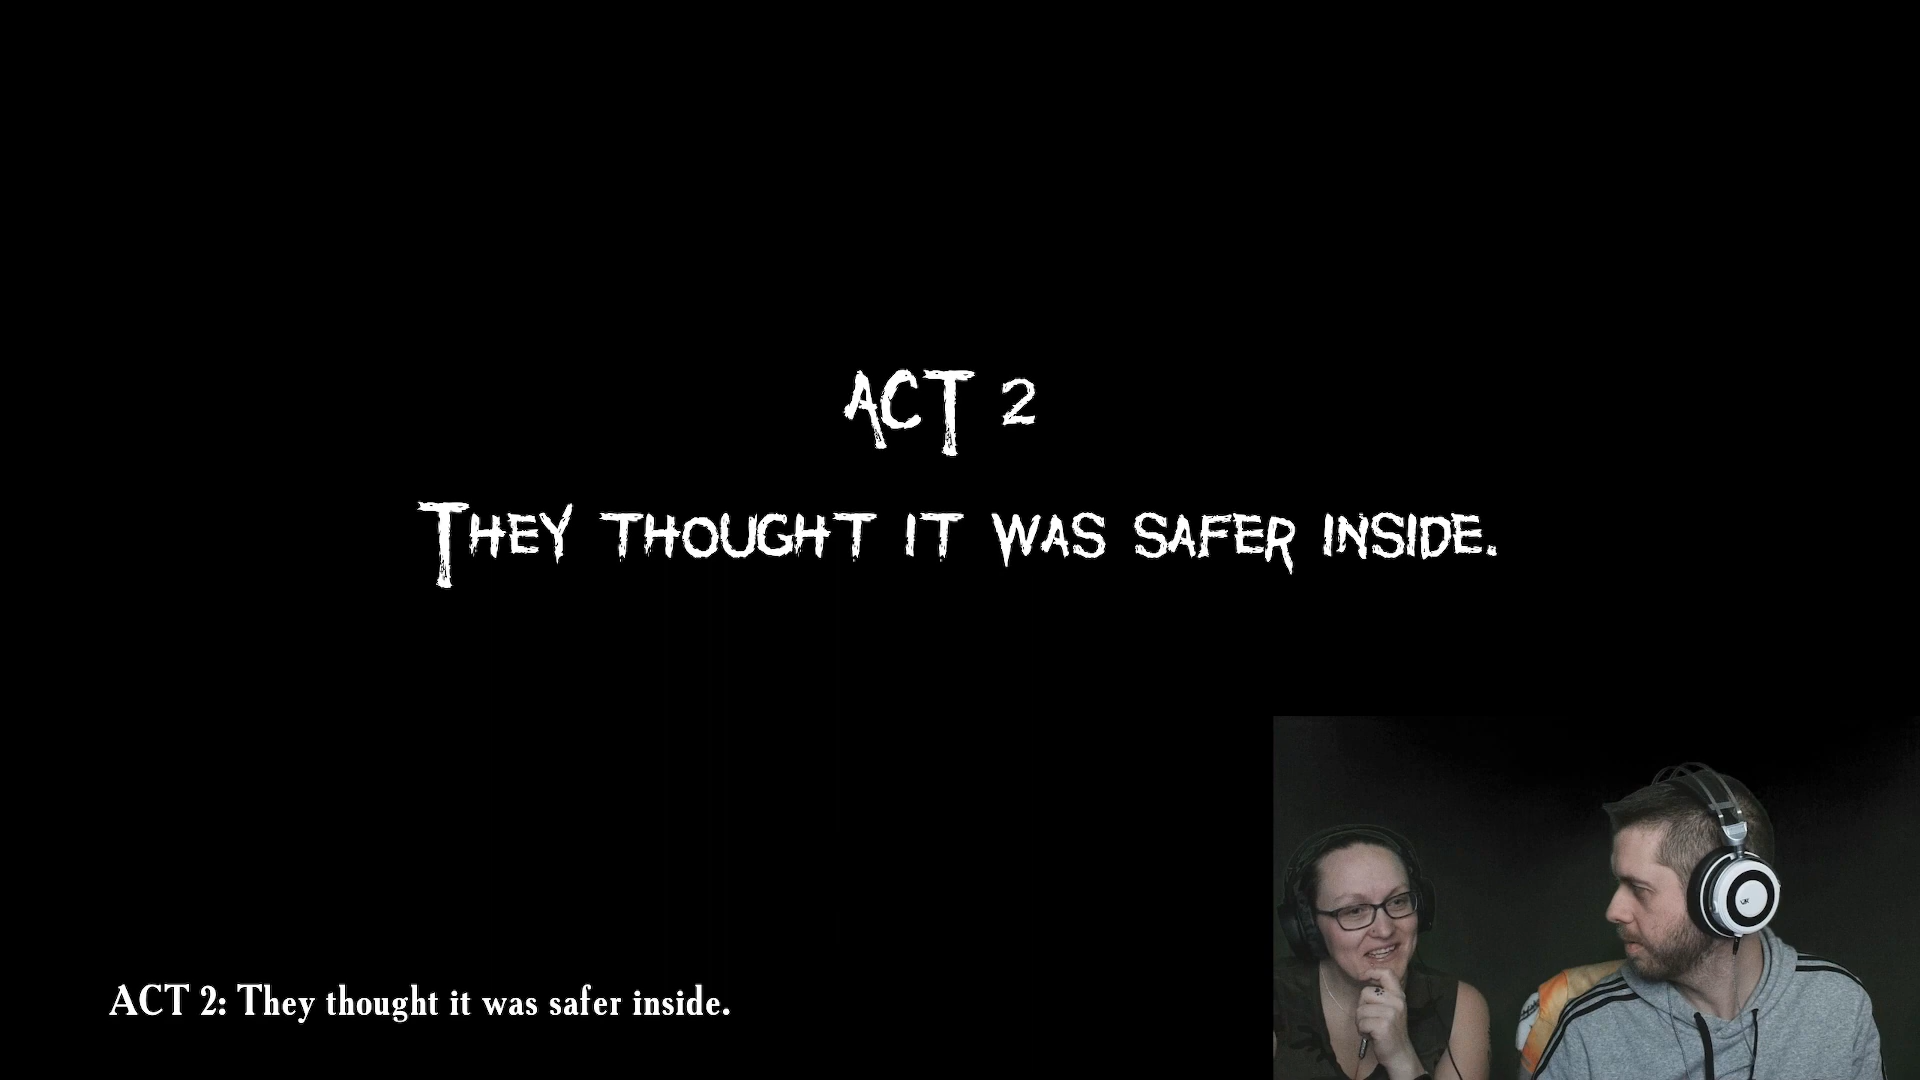 ACT 2
THEY THOUGHT IT WAS SAFER INSIDE.
ACT 2: They thought it was safer inside.